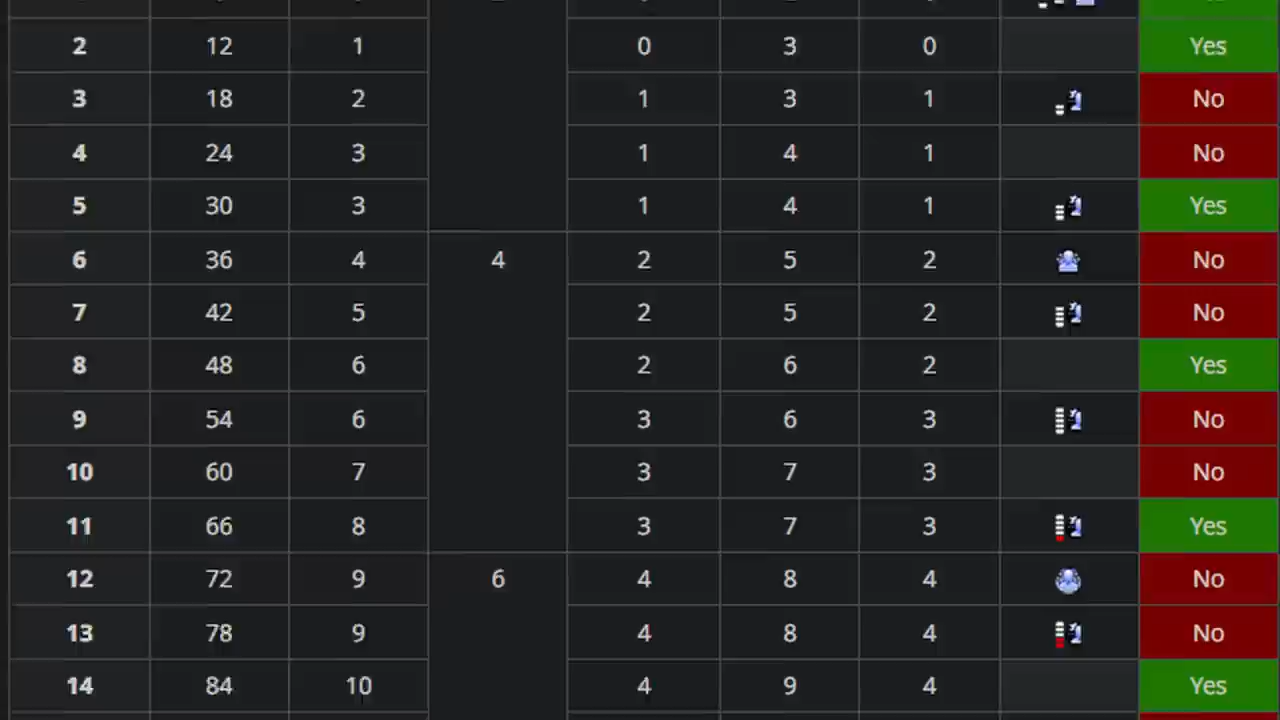 2 12 1 0 3 0 Yes
3 18 2 1 3 1 No
4 24 3 1 4 1 No
5 30 3 1 4 1 Yes
6 36 4 4 2 5 2 No
7 42 5 2 5 2 No
8 48 6 2 6 2 Yes
9 54 6 3 6 3 No
10 60 7 3 7 3 No
11 66 8 3 7 3 Yes
12 72 9 6 4 8 4 No
13 78 9 4 8 4 No
14 84 10 4 9 4 Yes